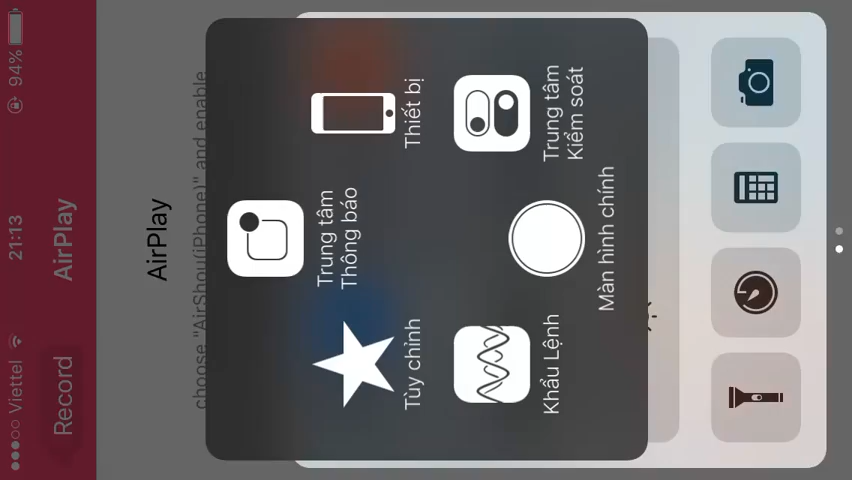 Viettel
21:13
94%
Record
AirPlay
AirPlay
choose "AirShou(iPhone)" and enable
Trung tâm
Thông báo
Tùy chỉnh
Thiết bị
Khẩu Lệnh
Trung tâm
Kiểm soát
Màn hình chính